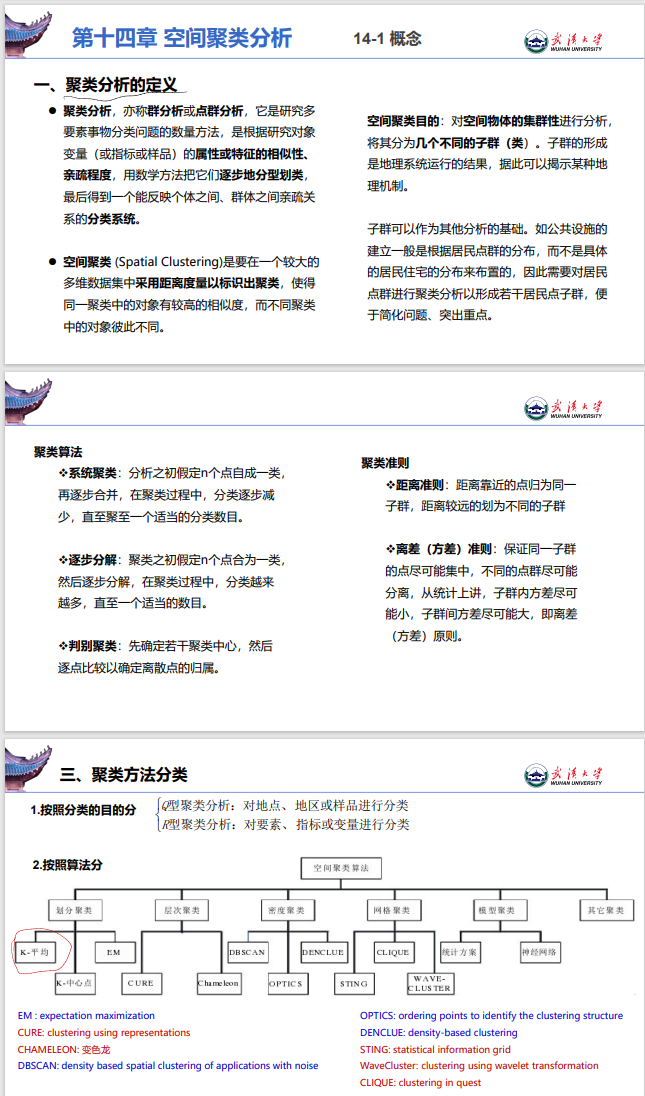 第十四章 空间聚类分析
14-1 概念
武汉大学
WUHAN UNIVERSITY
一、聚类分析的定义
● 聚类分析，亦称群分析或点群分析，它是研究多
要素事物分类问题的数量方法，是根据研究对象
变量（或指标或样品）的属性或特征的相似性、
亲疏程度，用数学方法把它们逐步地分型划类，
最后得到一个能反映个体之间、群体之间亲疏关
系的分类系统。
● 空间聚类 (Spatial Clustering)是要在一个较大的
多维数据集中采用距离度量以标识出聚类，使得
同一聚类中的对象有较高的相似度，而不同聚类
中的对象彼此不同。
空间聚类目的：对空间物体的集群性进行分析，
将其分为几个不同的子群（类）。子群的形成
是地理系统运行的结果，据此可以揭示某种地
理机制。
子群可以作为其他分析的基础。如公共设施的
建立一般是根据居民点群的分布，而不是具体
的居民住宅的分布来布置的，因此需要对居民
点群进行聚类分析以形成若干居民点子群，便
于简化问题、突出重点。
武汉大学
WUHAN UNIVERSITY
聚类算法
❖系统聚类：分析之初假定n个点自成一类，
再逐步合并，在聚类过程中，分类逐步减
少，直至聚至一个适当的分类数目。
❖逐步分解：聚类之初假定n个点合为一类，
然后逐步分解，在聚类过程中，分类越来
越多，直至一个适当的数目。
❖判别聚类：先确定若干聚类中心，然后
逐点比较以确定离散点的归属。
聚类准则
❖距离准则：距离靠近的点归为同一
子群，距离较远的划为不同的子群
❖离差（方差）准则：保证同一子群
的点尽可能集中，不同的点群尽可能
分离，从统计上讲，子群内方差尽可
能小，子群间方差尽可能大，即离差
（方差）原则。
三、聚类方法分类
武汉大学
WUHAN UNIVERSITY
1.按照分类的目的分
Q型聚类分析：对地点、地区或样品进行分类
R型聚类分析：对要素、指标或变量进行分类
2.按照算法分
空间聚类算法
划分聚类
层次聚类
密度聚类
网格聚类
模型聚类
其它聚类
K-平均
EM
DBSCAN
DENCLUE
CLIQUE
统计方案
神经网络
K-中心点
CURE
Chameleon
OPTICS
STING
WAVE-
CLUSTER
EM : expectation maximization
CURE: clustering using representations
CHAMELEON: 变色龙
DBSCAN: density based spatial clustering of applications with noise
OPTICS: ordering points to identify the clustering structure
DENCLUE: density-based clustering
STING: statistical information grid
WaveCluster: clustering using wavelet transformation
CLIQUE: clustering in quest